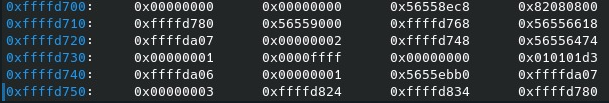 0xffffd700: 0x00000000 0x00000000 0x56558ec8 0x82080800
0xffffd710: 0xffffd780 0x56559000 0xffffd768 0x56556618
0xffffd720: 0xffffda07 0x00000002 0xffffd748 0x56556474
0xffffd730: 0x00000001 0x0000ffff 0x00000000 0x010101d3
0xffffd740: 0xffffda06 0x00000001 0x5655ebb0 0xffffda07
0xffffd750: 0x00000003 0xffffd824 0xffffd834 0xffffd780